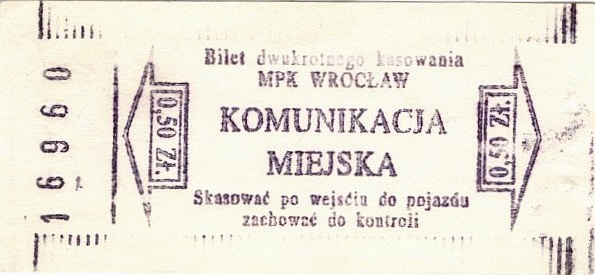 16960
0,50 ZŁ.
Bilet dwukrotnego kasowania
MPK WROCŁAW
KOMUNIKACJA
MIEJSKA
Skasować po wejściu do pojazdu
zachować do kontroli
0,50 ZŁ.